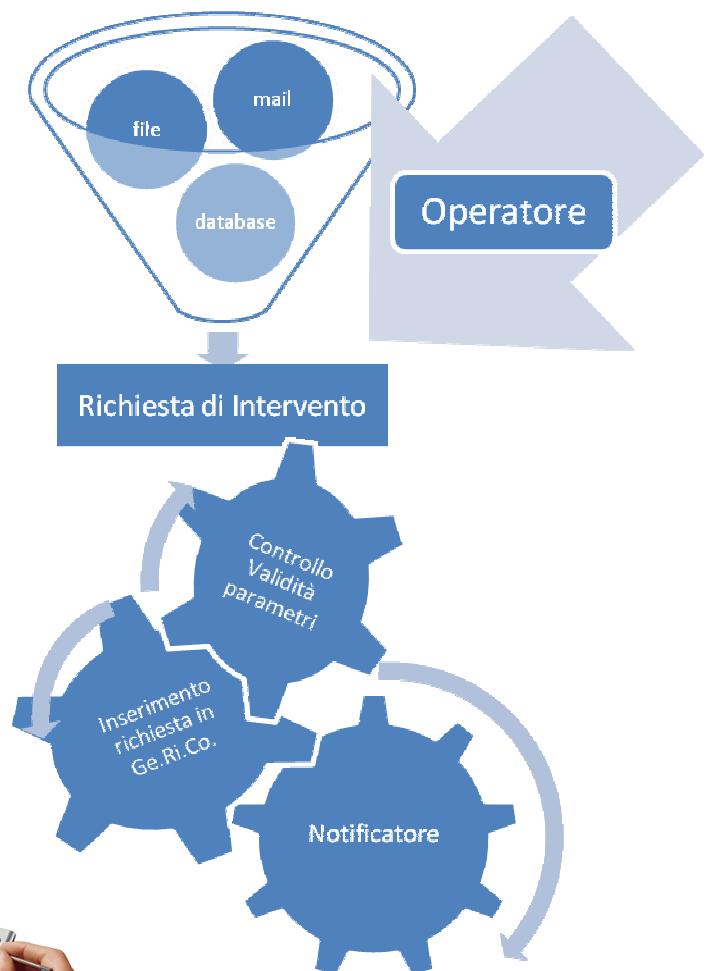 mail
file
database
Operatore
Richiesta di Intervento
Controllo
Validità
parametri
Inserimento
richiesta in
Ge.Ri.Co.
Notificatore